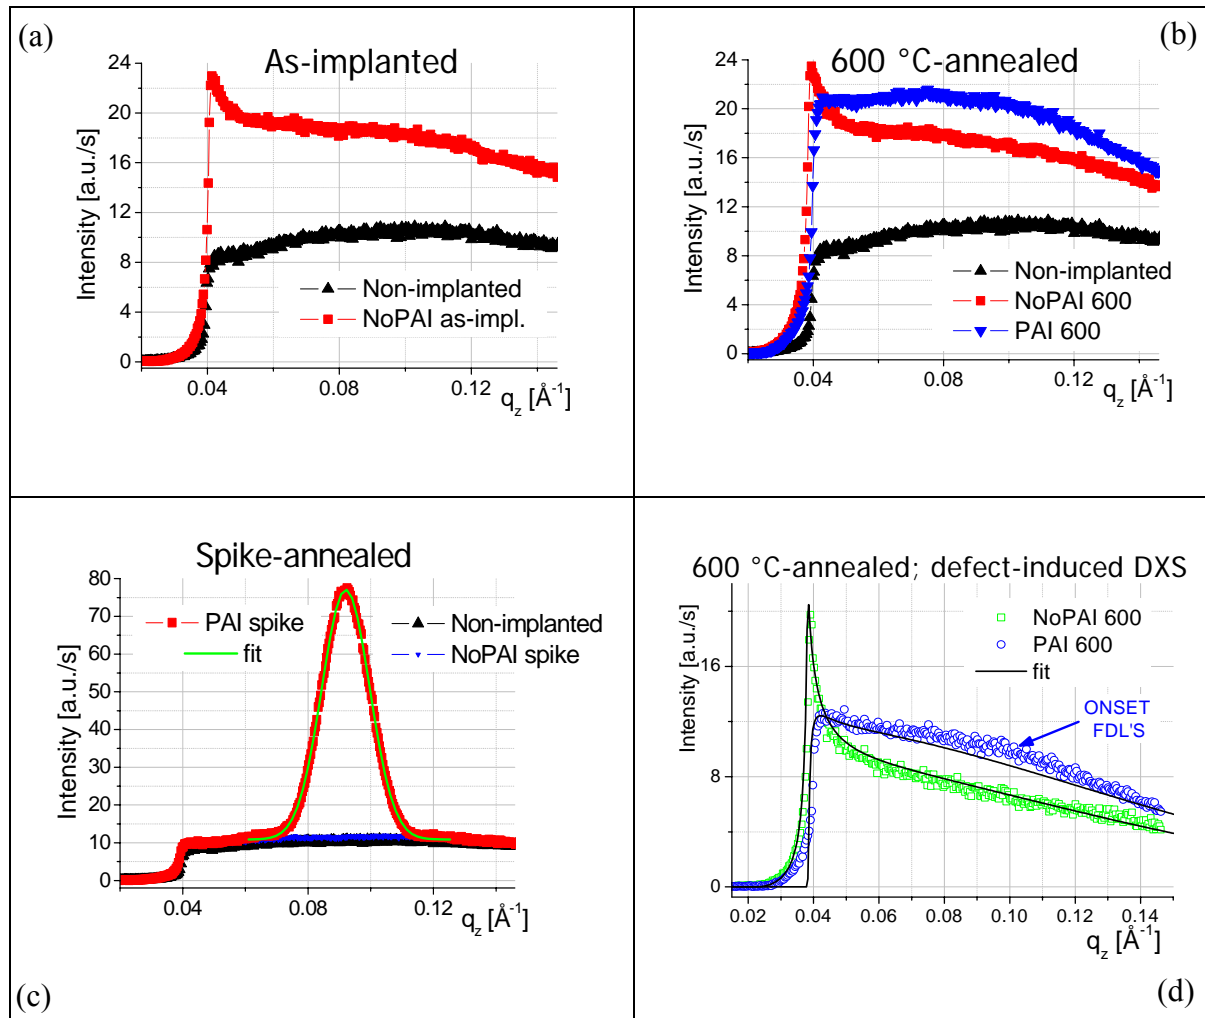 (a)
As-implanted
24
20
16
12
8
4
0
Intensity [a.u./s]
Non-implanted
NoPAI as-impl.
0.04
0.08
0.12
q_z [Å^-1]
(b)
600 °C-annealed
24
20
16
12
8
4
0
Intensity [a.u./s]
Non-implanted
NoPAI 600
PAI 600
0.04
0.08
0.12
q_z [Å^-1]
Spike-annealed
80
70
60
50
40
30
20
10
0
Intensity [a.u./s]
PAI spike
fit
Non-implanted
NoPAI spike
0.04
0.08
0.12
q_z [Å^-1]
(c)
600 °C-annealed; defect-induced DXS
16
8
0
Intensity [a.u./s]
NoPAI 600
PAI 600
fit
ONSET
FDL'S
0.02 0.04 0.06 0.08 0.10 0.12 0.14
q_z [Å^-1]
(d)